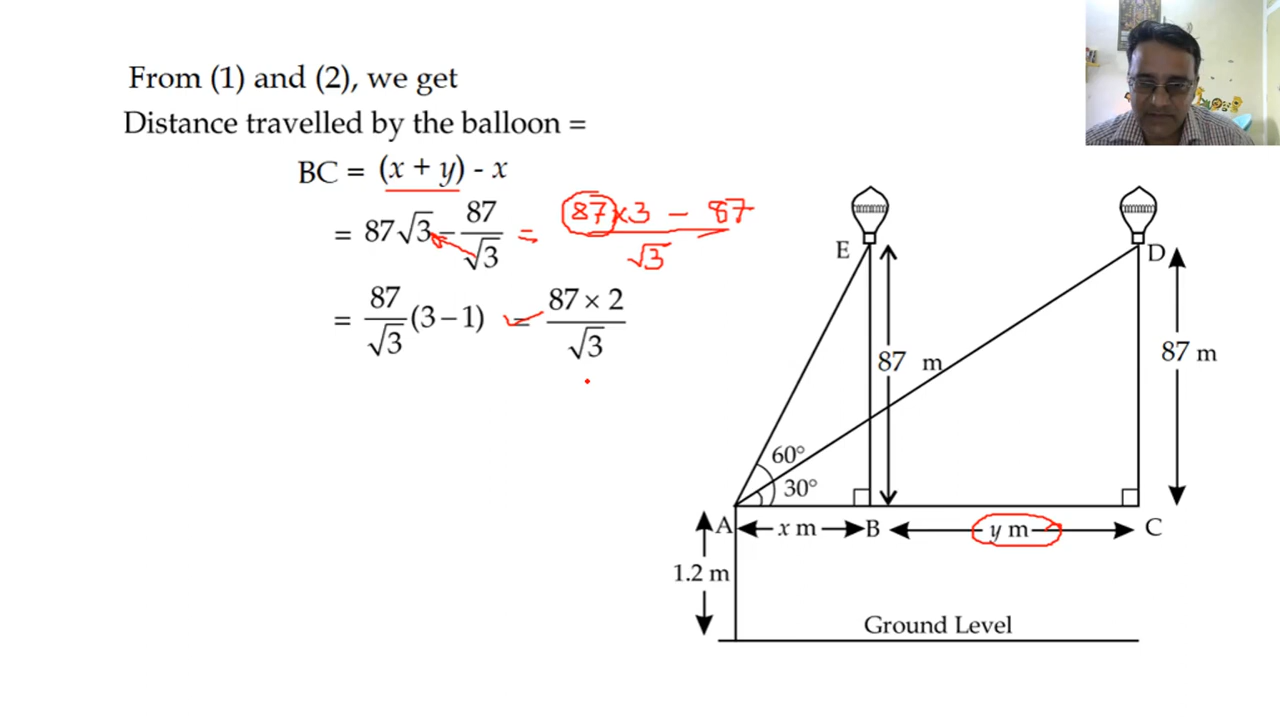 From (1) and (2), we get
Distance travelled by the balloon =
BC = (x + y) - x
= 87√3 – 87/√3 = (87×3 – 87)/√3
= 87/√3 (3 – 1) = (87 × 2)/√3
E
D
87 m
87 m
60°
30°
A
x m
B
y m
C
1.2 m
Ground Level